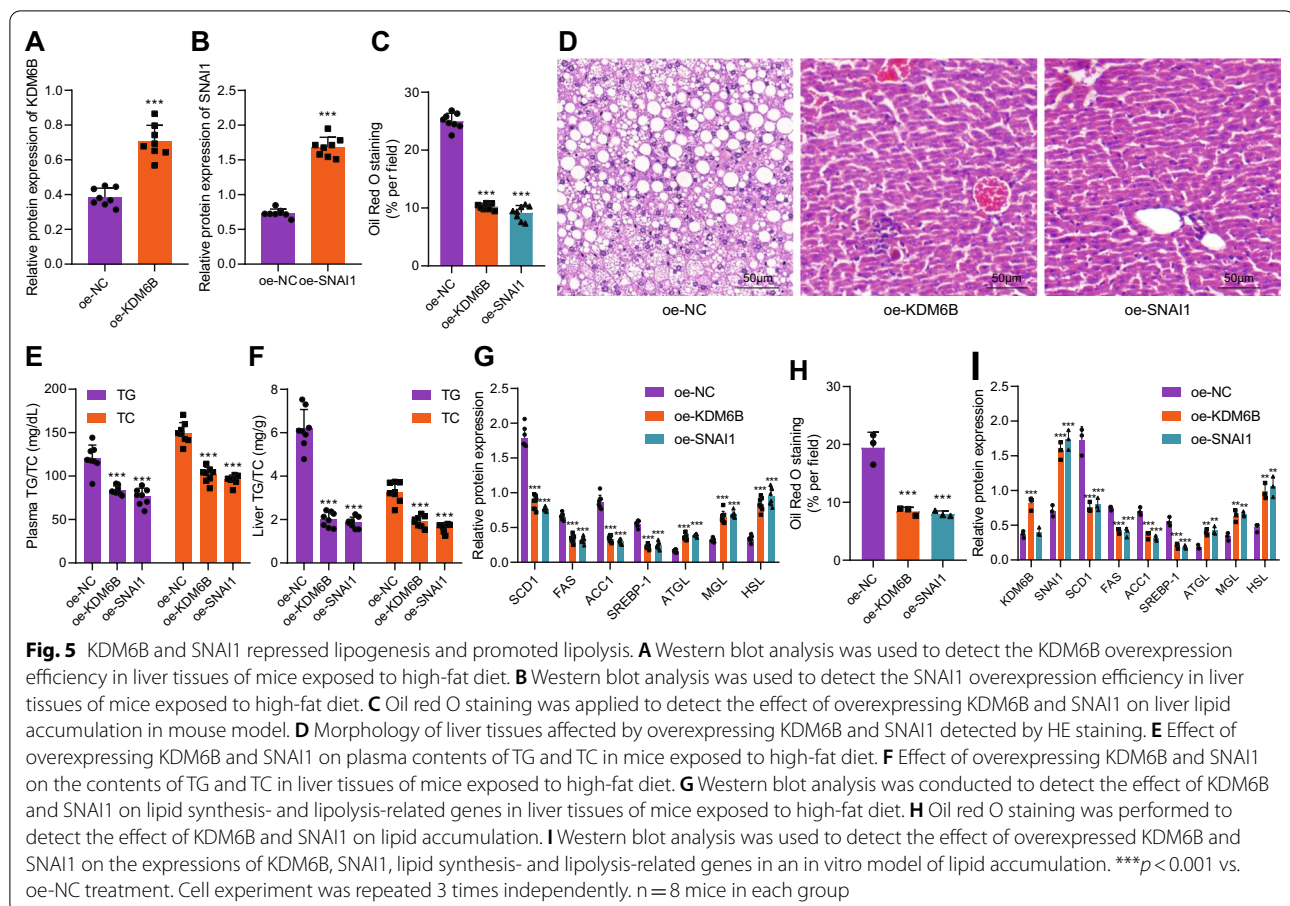 A
Relative protein expression of KDM6B
1.0
0.8
0.6
0.4
0.2
0.0
***
oe-NC
oe-KDM6B
B
Relative protein expression of SNAI1
2.5
2.0
1.5
1.0
0.5
0.0
***
oe-NC oe-SNAI1
C
Oil Red O staining
(% per field)
30
20
10
0
*** ***
oe-NC
oe-KDM6B
oe-SNAI1
D
50μm 50μm 50μm
oe-NC oe-KDM6B oe-SNAI1
E
Plasma TG/TC (mg/dL)
200
150
100
50
0
TG
TC
*** *** *** ***
oe-NC
oe-KDM6B
oe-SNAI1
oe-NC
oe-KDM6B
oe-SNAI1
F
Liver TG/TC (mg/g)
8
6
4
2
0
TG
TC
*** *** *** ***
oe-NC
oe-KDM6B
oe-SNAI1
oe-NC
oe-KDM6B
oe-SNAI1
G
Relative protein expression
2.5
2.0
1.5
1.0
0.5
0.0
oe-NC
oe-KDM6B
oe-SNAI1
*** *** *** *** *** *** *** *** *** *** *** *** *** ***
SCD1
FAS
ACC1
SREBP-1
ATGL
MGL
HSL
H
Oil Red O staining
(% per field)
30
20
10
0
*** ***
oe-NC
oe-KDM6B
oe-SNAI1
I
Relative protein expression
2.5
2.0
1.5
1.0
0.5
0.0
oe-NC
oe-KDM6B
oe-SNAI1
*** *** *** *** *** *** *** *** *** *** *** ** ** ** ** ** **
KDM6B
SNAI1
SCD1
FAS
ACC1
SREBP-1
ATGL
MGL
HSL
Fig. 5 KDM6B and SNAI1 repressed lipogenesis and promoted lipolysis. A Western blot analysis was used to detect the KDM6B overexpression
efficiency in liver tissues of mice exposed to high-fat diet. B Western blot analysis was used to detect the SNAI1 overexpression efficiency in liver
tissues of mice exposed to high-fat diet. C Oil red O staining was applied to detect the effect of overexpressing KDM6B and SNAI1 on liver lipid
accumulation in mouse model. D Morphology of liver tissues affected by overexpressing KDM6B and SNAI1 detected by HE staining. E Effect of
overexpressing KDM6B and SNAI1 on plasma contents of TG and TC in mice exposed to high-fat diet. F Effect of overexpressing KDM6B and SNAI1
on the contents of TG and TC in liver tissues of mice exposed to high-fat diet. G Western blot analysis was conducted to detect the effect of KDM6B
and SNAI1 on lipid synthesis- and lipolysis-related genes in liver tissues of mice exposed to high-fat diet. H Oil red O staining was performed to
detect the effect of KDM6B and SNAI1 on lipid accumulation. I Western blot analysis was used to detect the effect of overexpressed KDM6B and
SNAI1 on the expressions of KDM6B, SNAI1, lipid synthesis- and lipolysis-related genes in an in vitro model of lipid accumulation. ***p < 0.001 vs.
oe-NC treatment. Cell experiment was repeated 3 times independently. n = 8 mice in each group